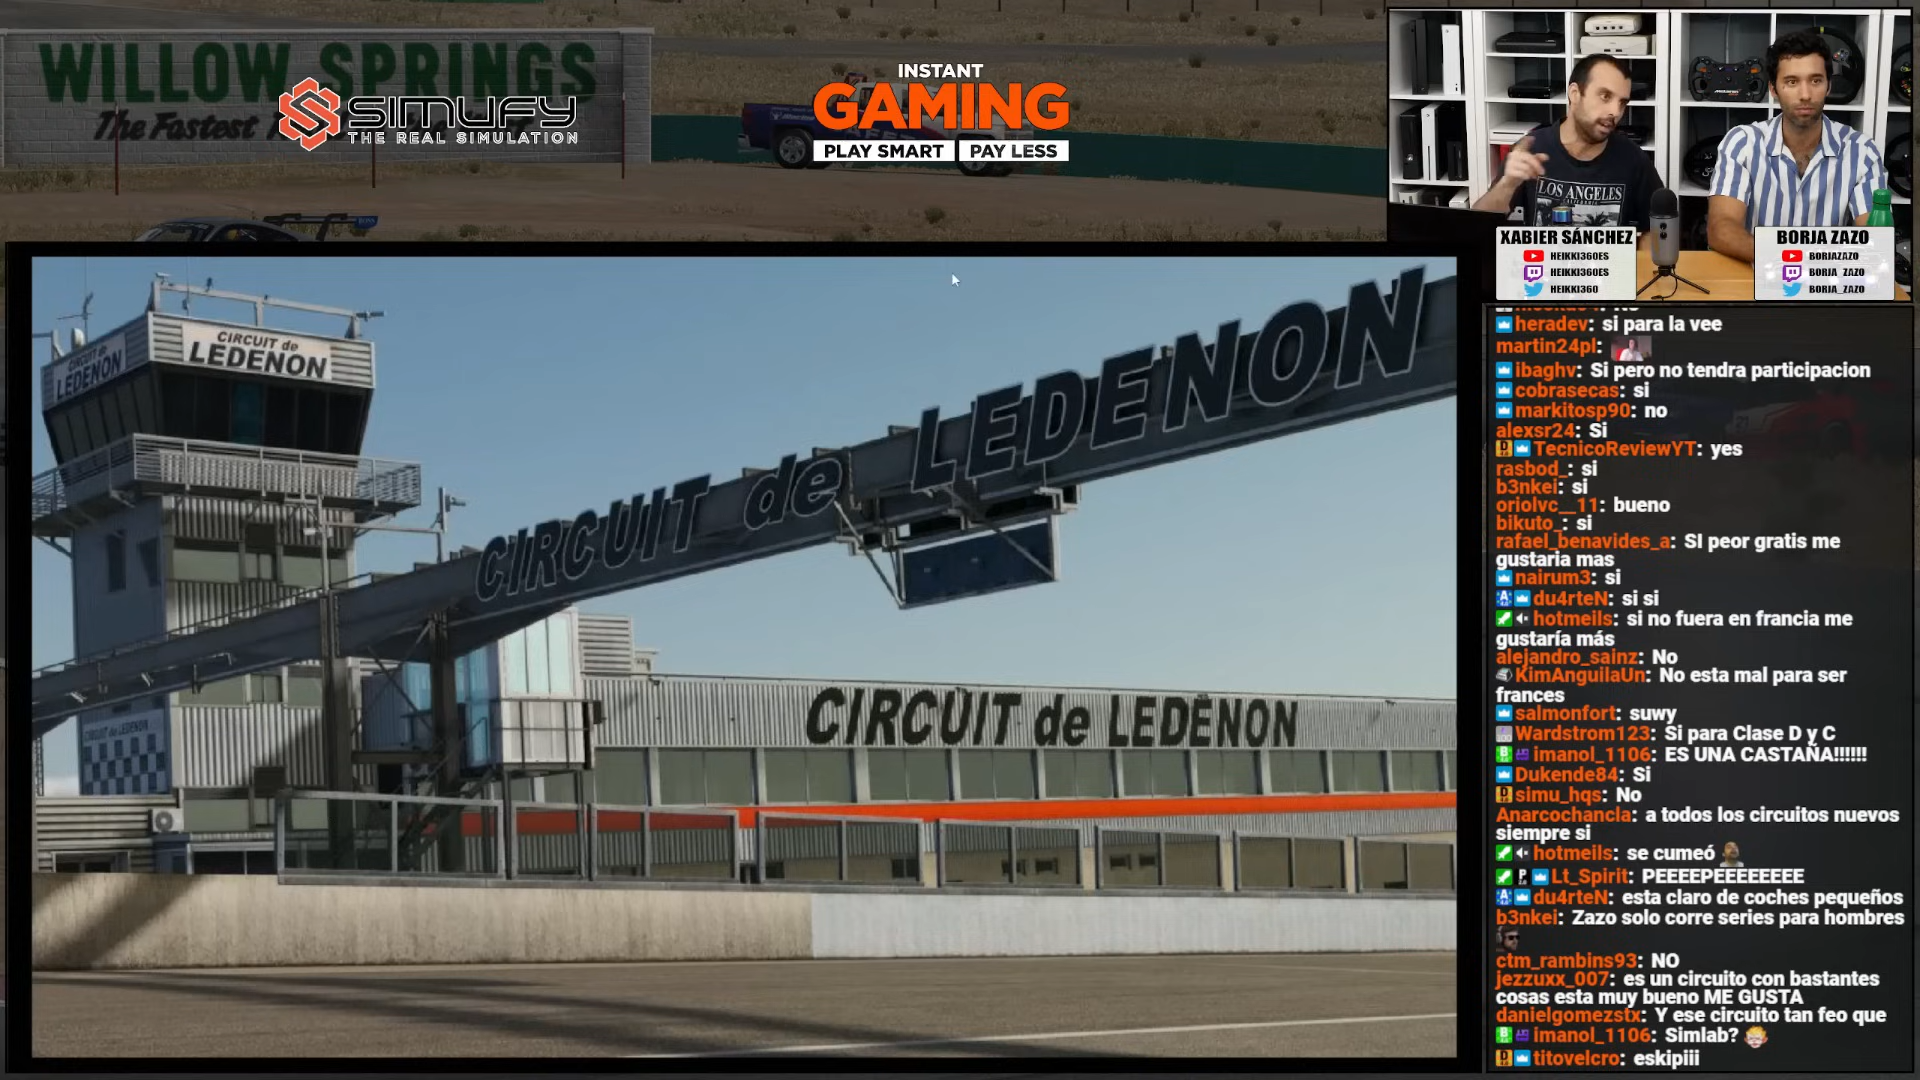 WILLOW SPRINGS
The Fastest
SIMUFY
THE REAL SIMULATION
INSTANT
GAMING
PLAY SMART PAY LESS
BOSS
LOS ANGELES
CALIFORNIA
XABIER SÁNCHEZ
HEIKKI360ES
HEIKKI360ES
HEIKKI360
BORJA ZAZO
BORJAZAZO
BORJA_ZAZO
BORJA_ZAZO
CIRCUIT de
LEDENON
CIRCUIT de
LEDENON
CIRCUIT de LEDENON
CIRCUIT de LEDENON
CIRCUIT de LEDENON
heradev: si para la vee
martin24pl:
ibaghv: Si pero no tendra participacion
cobrasecas: si
markitosp90: no
alexsr24: Si
TecnicoReviewYT: yes
rasbod_: si
b3nkei: si
oriolvc__11: bueno
bikuto_: si
rafael_benavides_a: SI peor gratis me
gustaria mas
nairum3: si
du4rteN: si si
hotmeils: si no fuera en francia me
gustaría más
alejandro_sainz: No
KimAnguilaUn: No esta mal para ser
frances
salmonfort: suwy
Wardstrom123: Si para Clase D y C
imanol_1106: ES UNA CASTAÑA!!!!!!
Dukende84: Si
simu_hqs: No
Anarcochancla: a todos los circuitos nuevos
siempre si
hotmeils: se cumeó
Lt_Spirit: PEEEEPEEEEEEEE
du4rteN: esta claro de coches pequeños
b3nkei: Zazo solo corre series para hombres
ctm_rambins93: NO
jezzuxx_007: es un circuito con bastantes
cosas esta muy bueno ME GUSTA
danielgomezstx: Y ese circuito tan feo que
imanol_1106: Simlab?
titovelcro: eskipiii